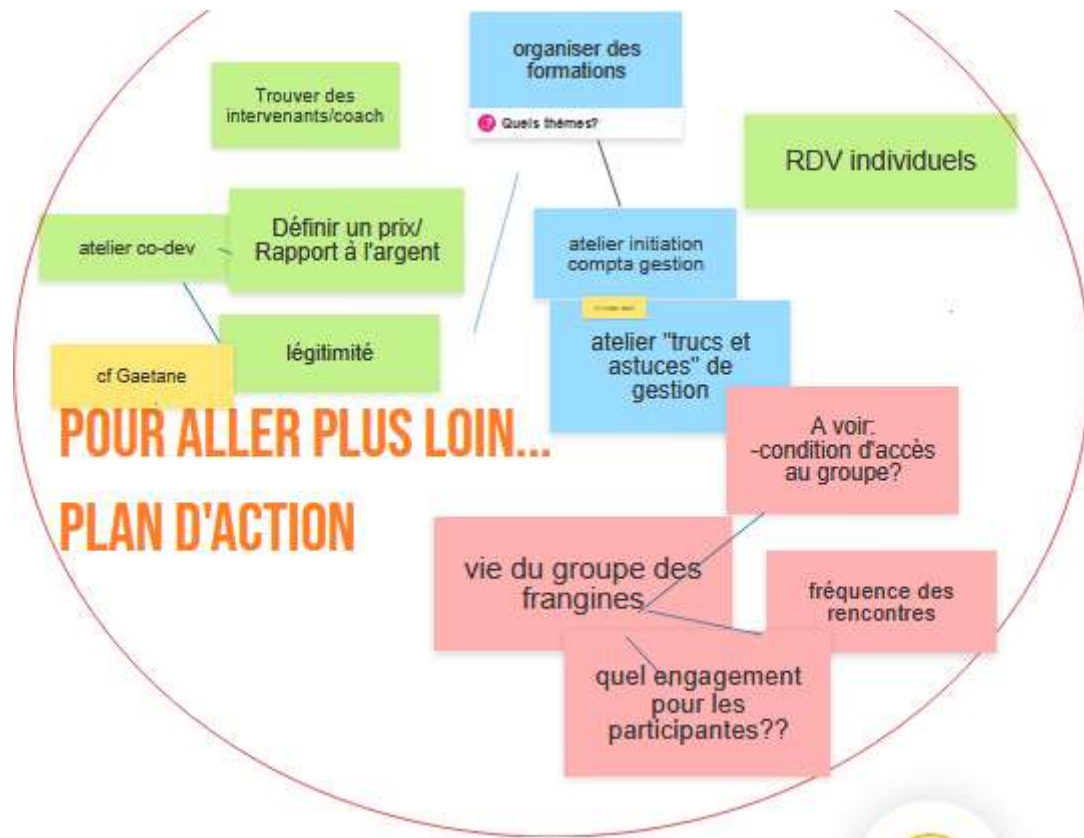 organiser des
formations
Quels thèmes?
Trouver des
intervenants/coach
RDV individuels
atelier co-dev
Définir un prix/
Rapport à l'argent
atelier initiation
compta gestion
légitimité
cf Gaetane
atelier "trucs et
astuces" de
gestion
POUR ALLER PLUS LOIN...
PLAN D'ACTION
A voir:
-condition d'accès
au groupe?
vie du groupe des
frangines
fréquence des
rencontres
quel engagement
pour les
participantes??